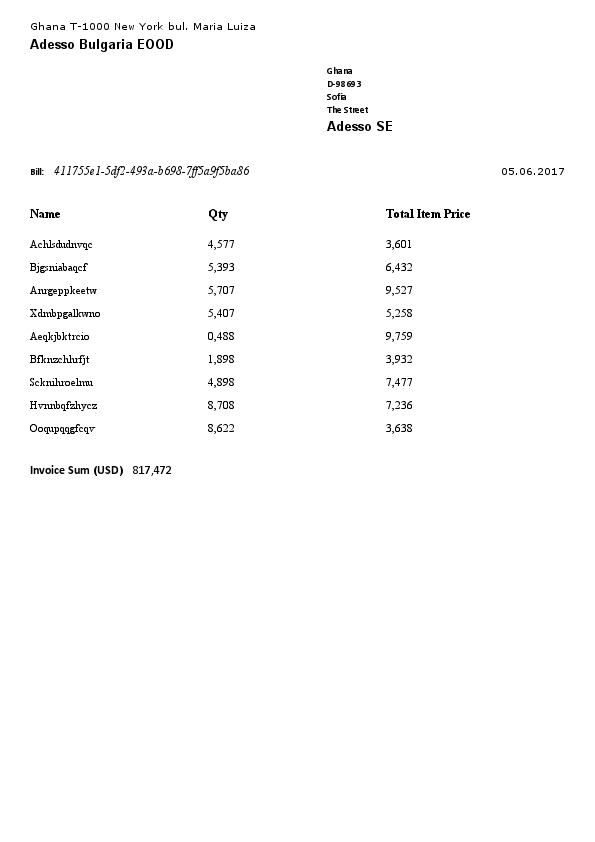 Ghana T-1000 New York bul. Maria Luiza
Adesso Bulgaria EOOD
Ghana
D-98693
Sofia
The Street
Adesso SE
Bill: 411755e1-5df2-493a-b698-7ff5a9f5ba86 05.06.2017
Name Qty Total Item Price
Achlsdudnvqc 4,577 3,601
Bjgsniabaqcf 5,393 6,432
Anrgeppkeetw 5,707 9,527
Xdmbpgalkwno 5,407 5,258
Aeqkjbktrcio 0,488 9,759
Bfknzchhrfjt 1,898 3,932
Scknihroelmu 4,898 7,477
Hvnnbqfzhycz 8,708 7,236
Ooqupqqgfcqv 8,622 3,638
Invoice Sum (USD) 817,472